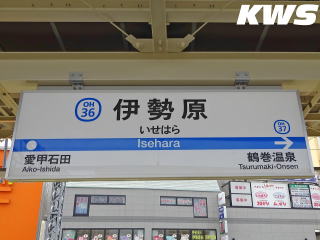 KWS
OH
36
伊勢原
いせはら
Isehara
OH
37
愛甲石田
Aiko-Ishida
鶴巻温泉
Tsurumaki-Onsen